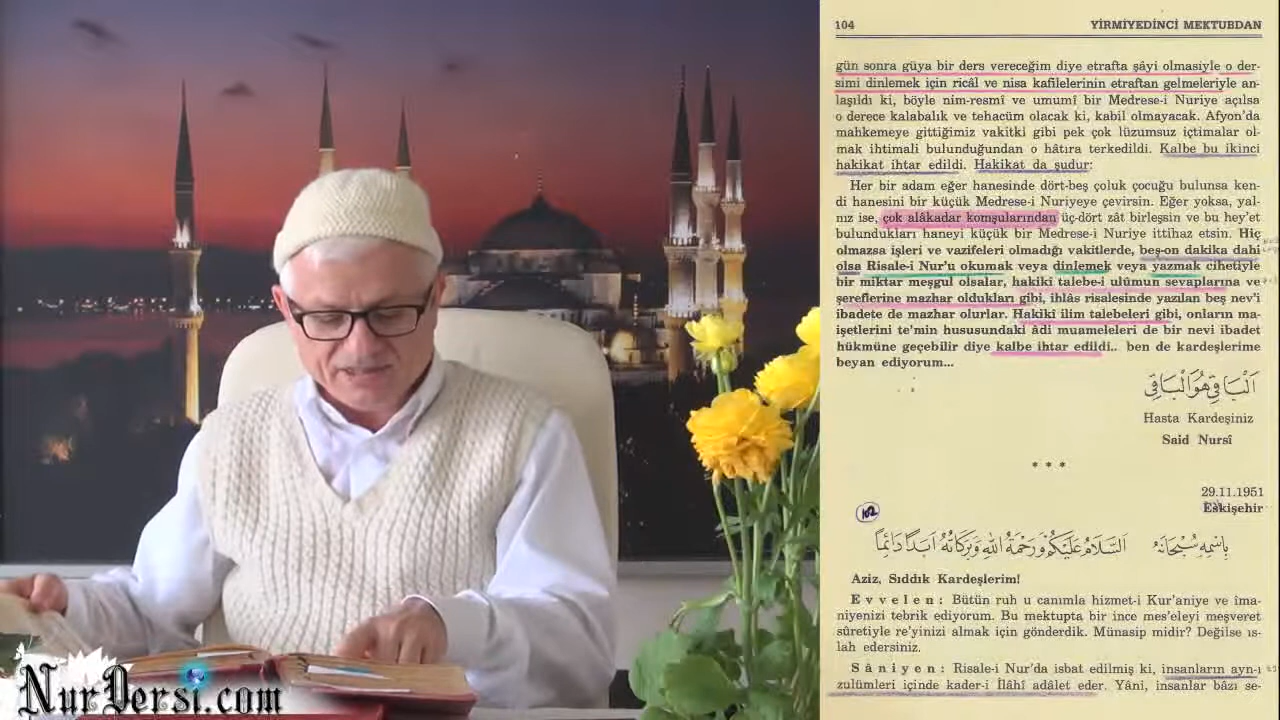 104 YİRMİYEDİNCİ MEKTUBDAN
gün sonra gûya bir ders vereceğim diye etrafta şâyi olmasıyle o der-
simi dinlemek için ricâl ve nisa kafilelerinin etraftan gelmeleriyle an-
laşıldı ki, böyle nim-resmî ve umumî bir Medrese-i Nuriye açılsa
o derece kalabalık ve tehacüm olacak ki, kabil olmayacak. Afyon'da
mahkemeye gittiğimiz vakitki gibi pek çok lüzumsuz içtimalar ol-
mak ihtimali bulunduğundan o hâtıra terkedildi. Kalbe bu ikinci
hakikat ihtar edildi. Hakikat da şudur:
Her bir adam eğer hanesinde dört-beş çoluk çocuğu bulunsa ken-
di hanesini bir küçük Medrese-i Nuriyeye çevirsin. Eğer yoksa, yal-
nız ise, çok alâkadar komşularından üç-dört zât birleşsin ve bu hey'et
bulundukları haneyi küçük bir Medrese-i Nuriye ittihaz etsin. Hiç
olmazsa işleri ve vazifeleri olmadığı vakitlerde, beş-on dakika dahi
olsa Risale-i Nur'u okumak veya dinlemek veya yazmak cihetiyle
bir miktar meşgul olsalar, hakiki talebe-i ulûmun sevaplarına ve
şereflerine mazhar oldukları gibi, ihlâs risalesinde yazılan beş nev'i
ibadete de mazhar olurlar. Hakiki ilim talebeleri gibi, onların ma-
işetlerini te'min hususundaki âdi muameleleri de bir nevi ibadet
hükmüne geçebilir diye kalbe ihtar edildi.. ben de kardeşlerime
beyan ediyorum...
اَلْبَاقِي هُوَ الْبَاقِي
Hasta Kardeşiniz
Said Nursî
* * *
29.11.1951
102 Eskişehir
بِاسْمِهِ سُبْحَانَهُ اَلسَّلَامُ عَلَيْكُمْ وَرَحْمَةُ اللهِ وَبَرَكَاتُهُ اَبَدًا دَائِمًا
Aziz, Sıddık Kardeşlerim!
Evvelen: Bütün ruh u canımla hizmet-i Kur'aniye ve îma-
niyenizi tebrik ediyorum. Bu mektupta bir ince mes'eleyi meşveret
sûretiyle re'yinizi almak için gönderdik. Münasip midir? Değilse ıs-
lah edersiniz.
Sâniyen: Risale-i Nur'da isbat edilmiş ki, insanların ayn-ı
zulümleri içinde kader-i İlâhî adâlet eder. Yâni, insanlar bâzı se-
NurDersi.com